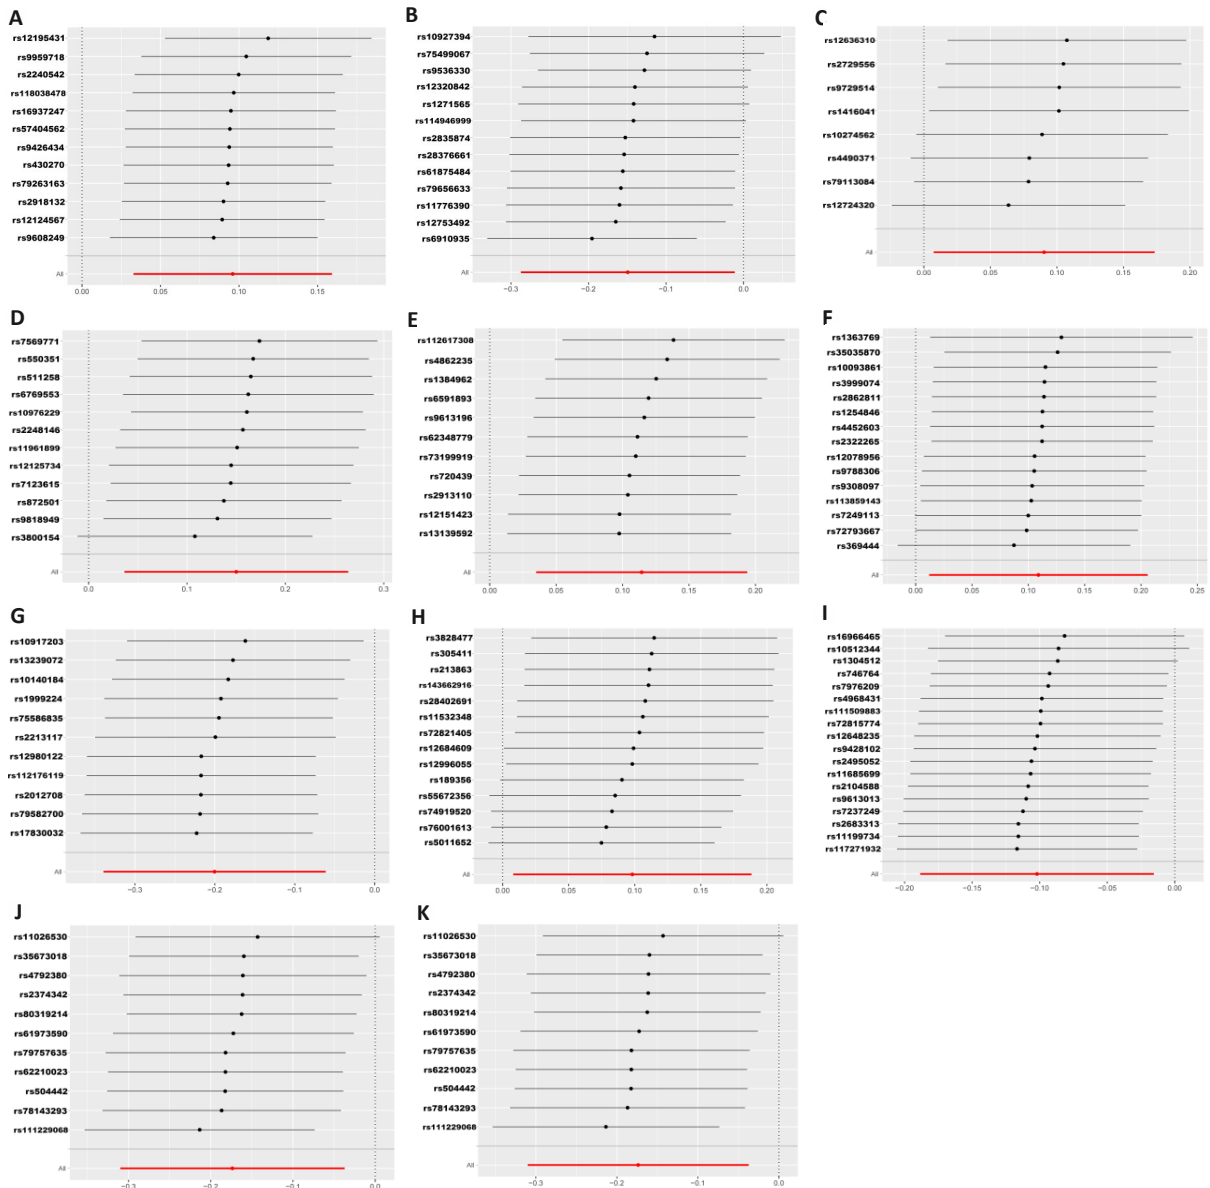 A
rs12195431
rs9959718
rs2240542
rs118038478
rs16937247
rs57404562
rs9426434
rs430270
rs79263163
rs2918132
rs12124567
rs9608249
All
0.00 0.05 0.10 0.15
B
rs10927394
rs75499067
rs9536330
rs12320842
rs1271565
rs114946999
rs2835874
rs28376661
rs61875484
rs79656633
rs11776390
rs12753492
rs6910935
All
−0.3 −0.2 −0.1 0.0
C
rs12636310
rs2729556
rs9729514
rs1416041
rs10274562
rs4490371
rs79113084
rs12724320
All
0.00 0.05 0.10 0.15 0.20
D
rs7569771
rs550351
rs511258
rs6769553
rs10976229
rs2248146
rs11961899
rs12125734
rs7123615
rs872501
rs9818949
rs3800154
All
0.0 0.1 0.2 0.3
E
rs112617308
rs4862235
rs1384962
rs6591893
rs9613196
rs62348779
rs73199919
rs720439
rs2913110
rs12151423
rs13139592
All
0.00 0.05 0.10 0.15 0.20
F
rs1363769
rs35035870
rs10093861
rs3999074
rs2862811
rs1254846
rs4452603
rs2322265
rs12078956
rs9788306
rs9308097
rs113859143
rs7249113
rs72793667
rs369444
All
0.00 0.05 0.10 0.15 0.20 0.25
G
rs10917203
rs13239072
rs10140184
rs1999224
rs75586835
rs2213117
rs12980122
rs112176119
rs2012708
rs79582700
rs17830032
All
−0.3 −0.2 −0.1 0.0
H
rs3828477
rs305411
rs213863
rs143662916
rs28402691
rs11532348
rs72821405
rs12684609
rs12996055
rs189356
rs55672356
rs74919520
rs76001613
rs5011652
All
0.00 0.05 0.10 0.15 0.20
I
rs16966465
rs10512344
rs1304512
rs746764
rs7976209
rs4968431
rs111509883
rs72815774
rs12648235
rs9428102
rs2495052
rs11685699
rs2104588
rs9613013
rs7237249
rs2683313
rs11199734
rs117271932
All
−0.20 −0.15 −0.10 −0.05 0.00
J
rs11026530
rs35673018
rs4792380
rs2374342
rs80319214
rs61973590
rs79757635
rs62210023
rs504442
rs78143293
rs111229068
All
−0.3 −0.2 −0.1 0.0
K
rs11026530
rs35673018
rs4792380
rs2374342
rs80319214
rs61973590
rs79757635
rs62210023
rs504442
rs78143293
rs111229068
All
−0.3 −0.2 −0.1 0.0